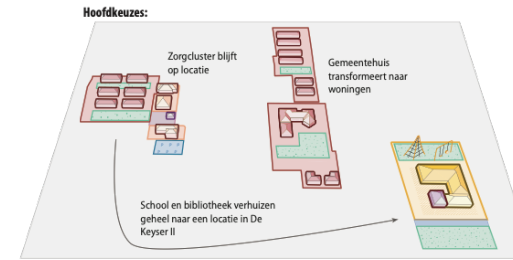 Hoofdkeuzes:
Zorgcluster blijft
op locatie
Gemeentehuis
transformeert naar
woningen
School en bibliotheek verhuizen
geheel naar een locatie in De
Keyser II